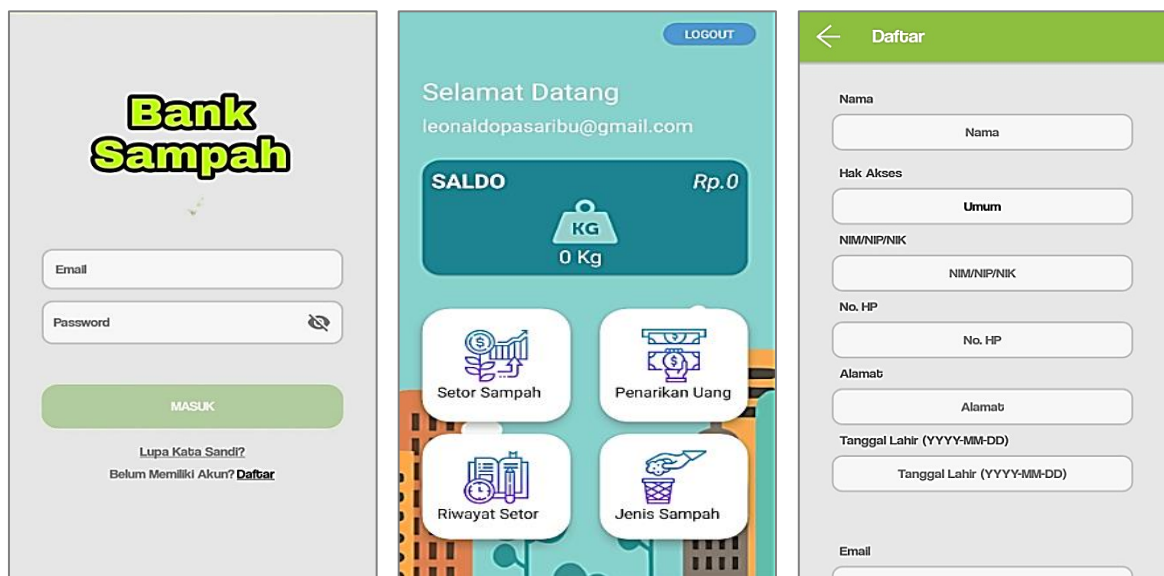 Bank
Sampah
Email
Password
MASUK
Lupa Kata Sandi?
Belum Memiliki Akun? Daftar
LOGOUT
Selamat Datang
leonaldopasaribu@gmail.com
SALDO Rp.0
KG
0 Kg
Setor Sampah
Penarikan Uang
Riwayat Setor
Jenis Sampah
Daftar
Nama
Nama
Hak Akses
Umum
NIM/NIP/NIK
NIM/NIP/NIK
No. HP
No. HP
Alamat
Alamat
Tanggal Lahir (YYYY-MM-DD)
Tanggal Lahir (YYYY-MM-DD)
Email